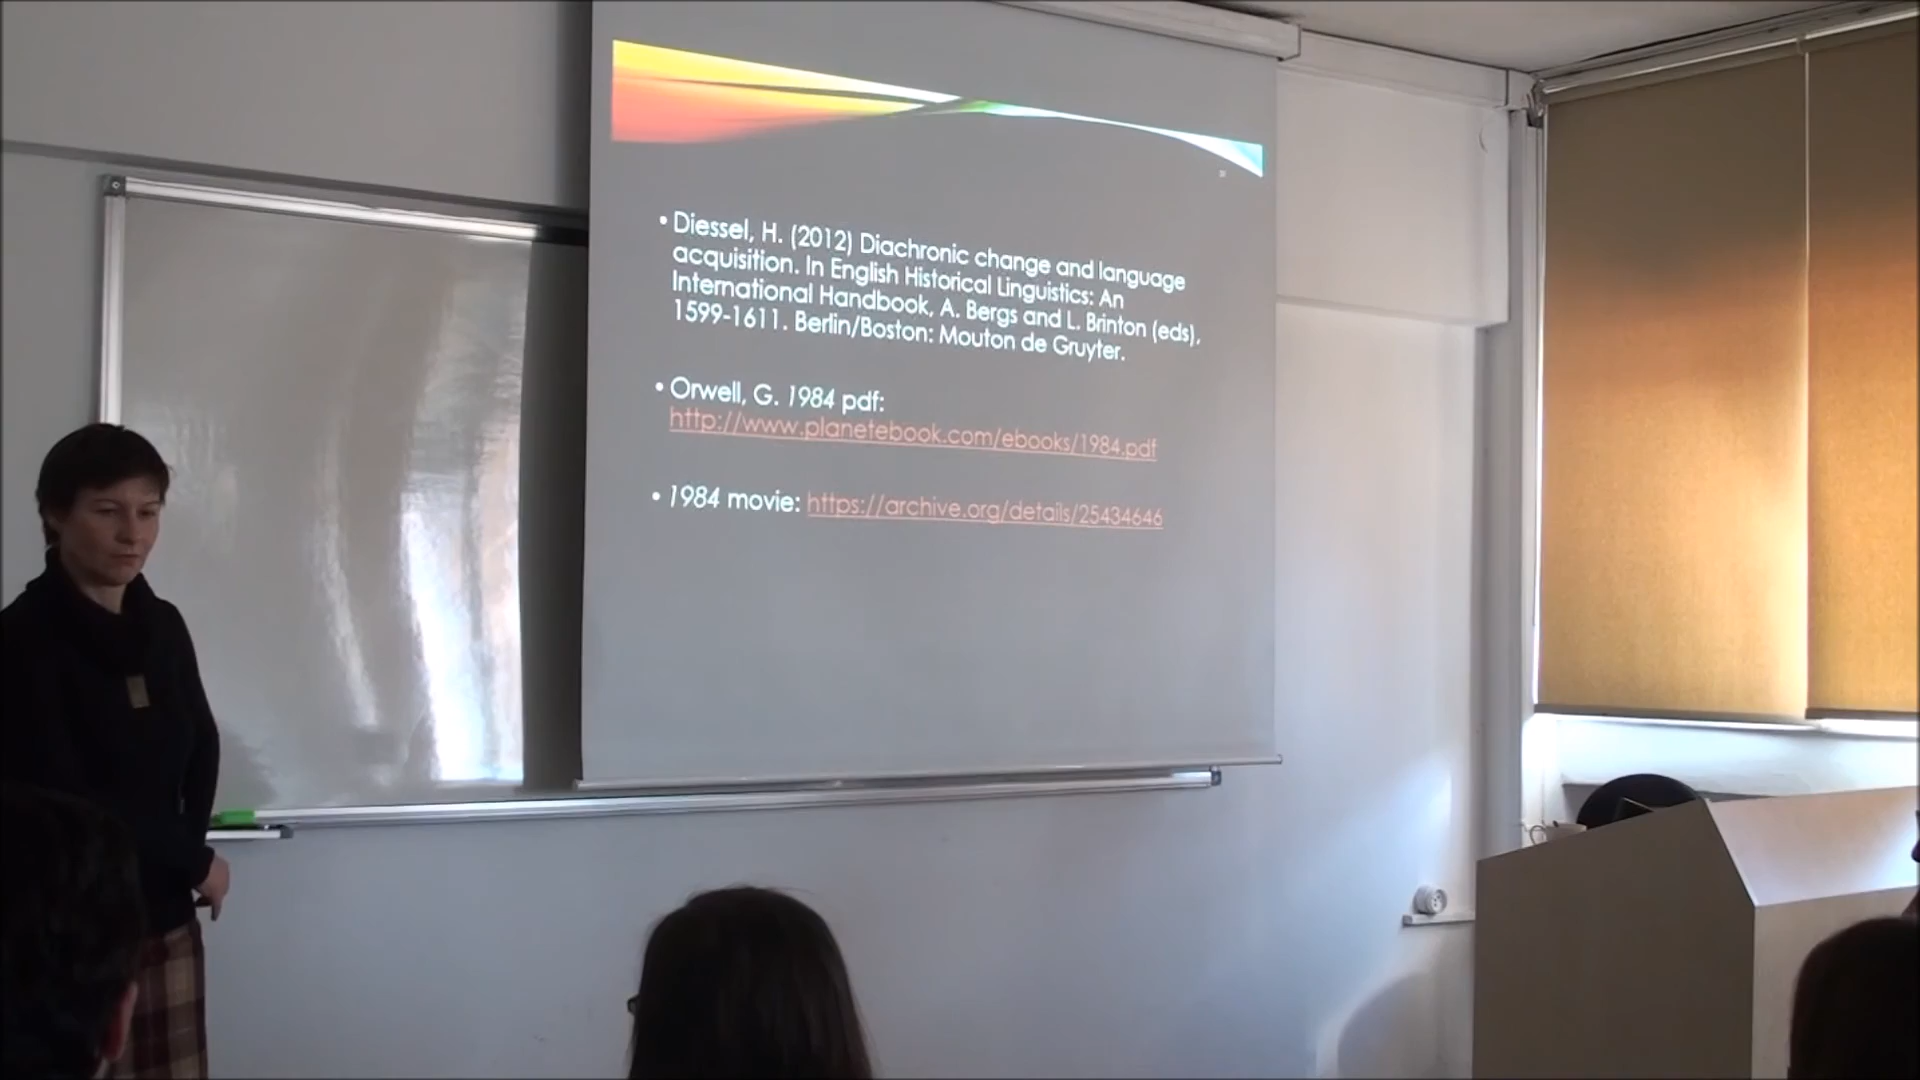 • Diessel, H. (2012) Diachronic change and language
acquisition. In English Historical Linguistics: An
International Handbook, A. Bergs and L. Brinton (eds),
1599-1611. Berlin/Boston: Mouton de Gruyter.
• Orwell, G. 1984 pdf:
http://www.planetebook.com/ebooks/1984.pdf
• 1984 movie: https://archive.org/details/25434646